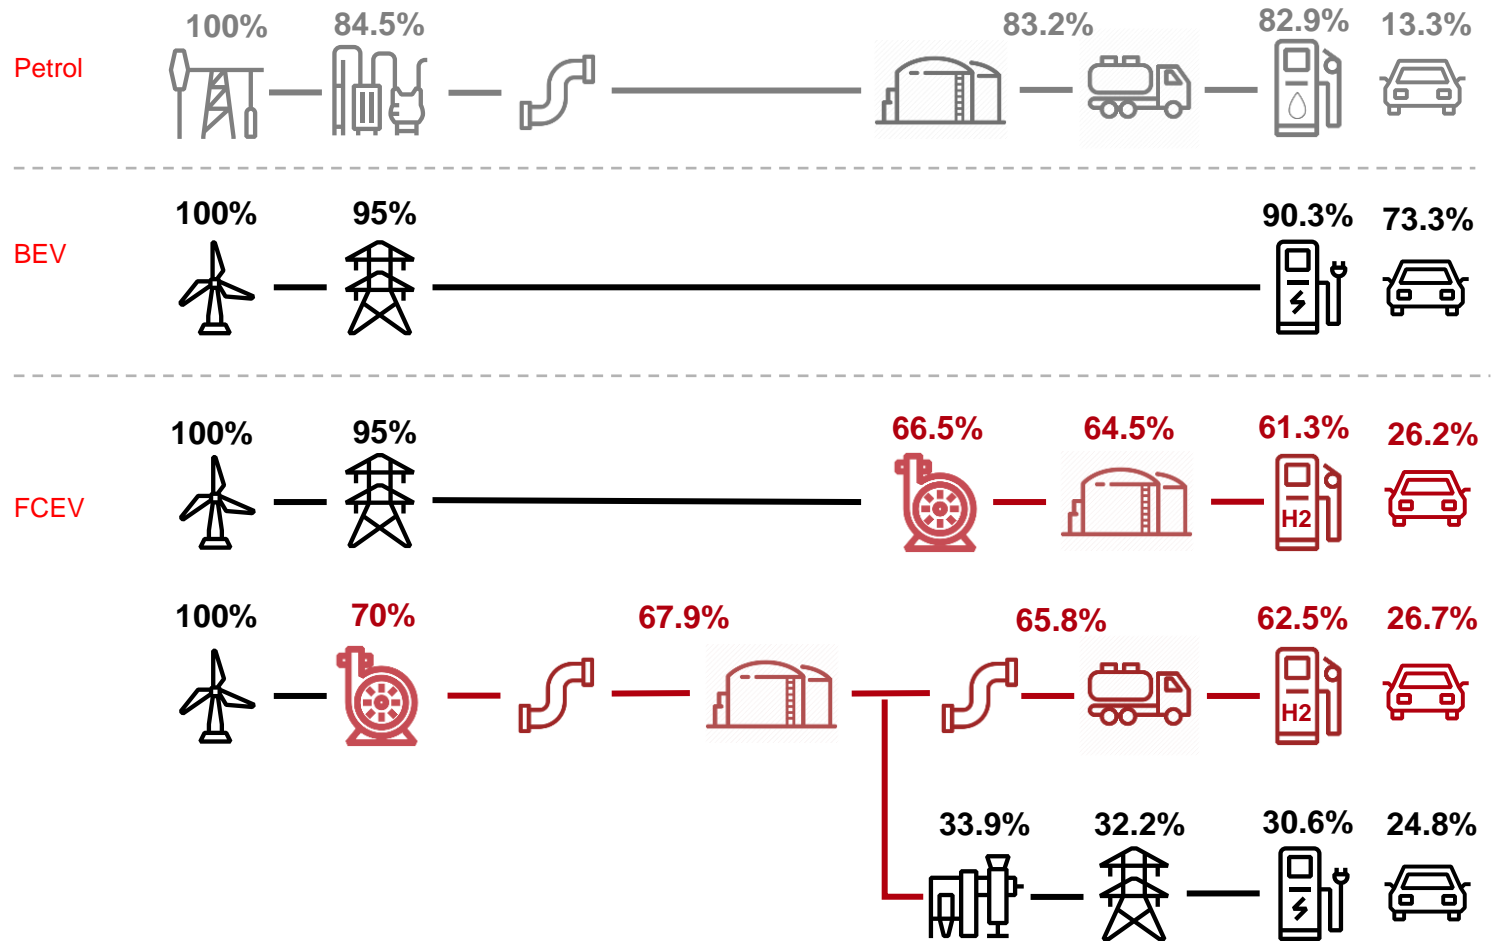 100% 84.5% 83.2% 82.9% 13.3%
Petrol
100% 95% 90.3% 73.3%
BEV
100% 95% 66.5% 64.5% 61.3% 26.2%
FCEV
H2
100% 70% 67.9% 65.8% 62.5% 26.7%
H2
33.9% 32.2% 30.6% 24.8%